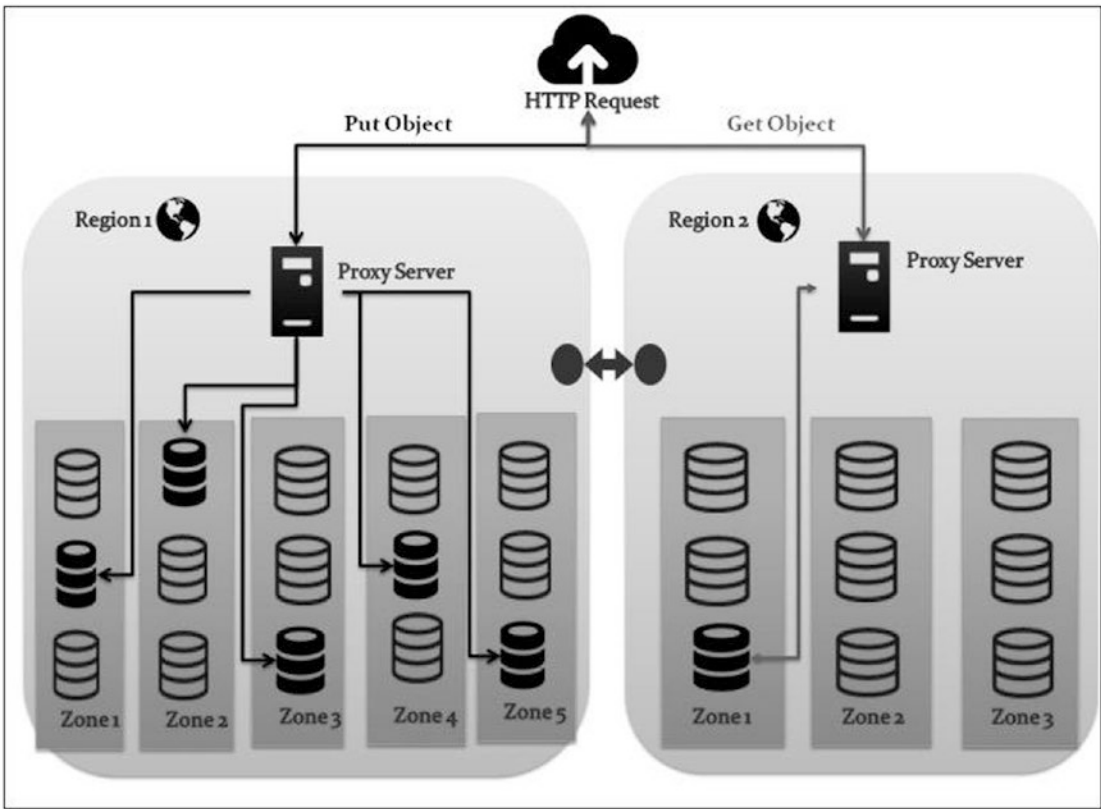 HTTP Request
Put Object
Get Object
Region 1
Region 2
Proxy Server
Proxy Server
Zone 1
Zone 2
Zone 3
Zone 4
Zone 5
Zone 1
Zone 2
Zone 3